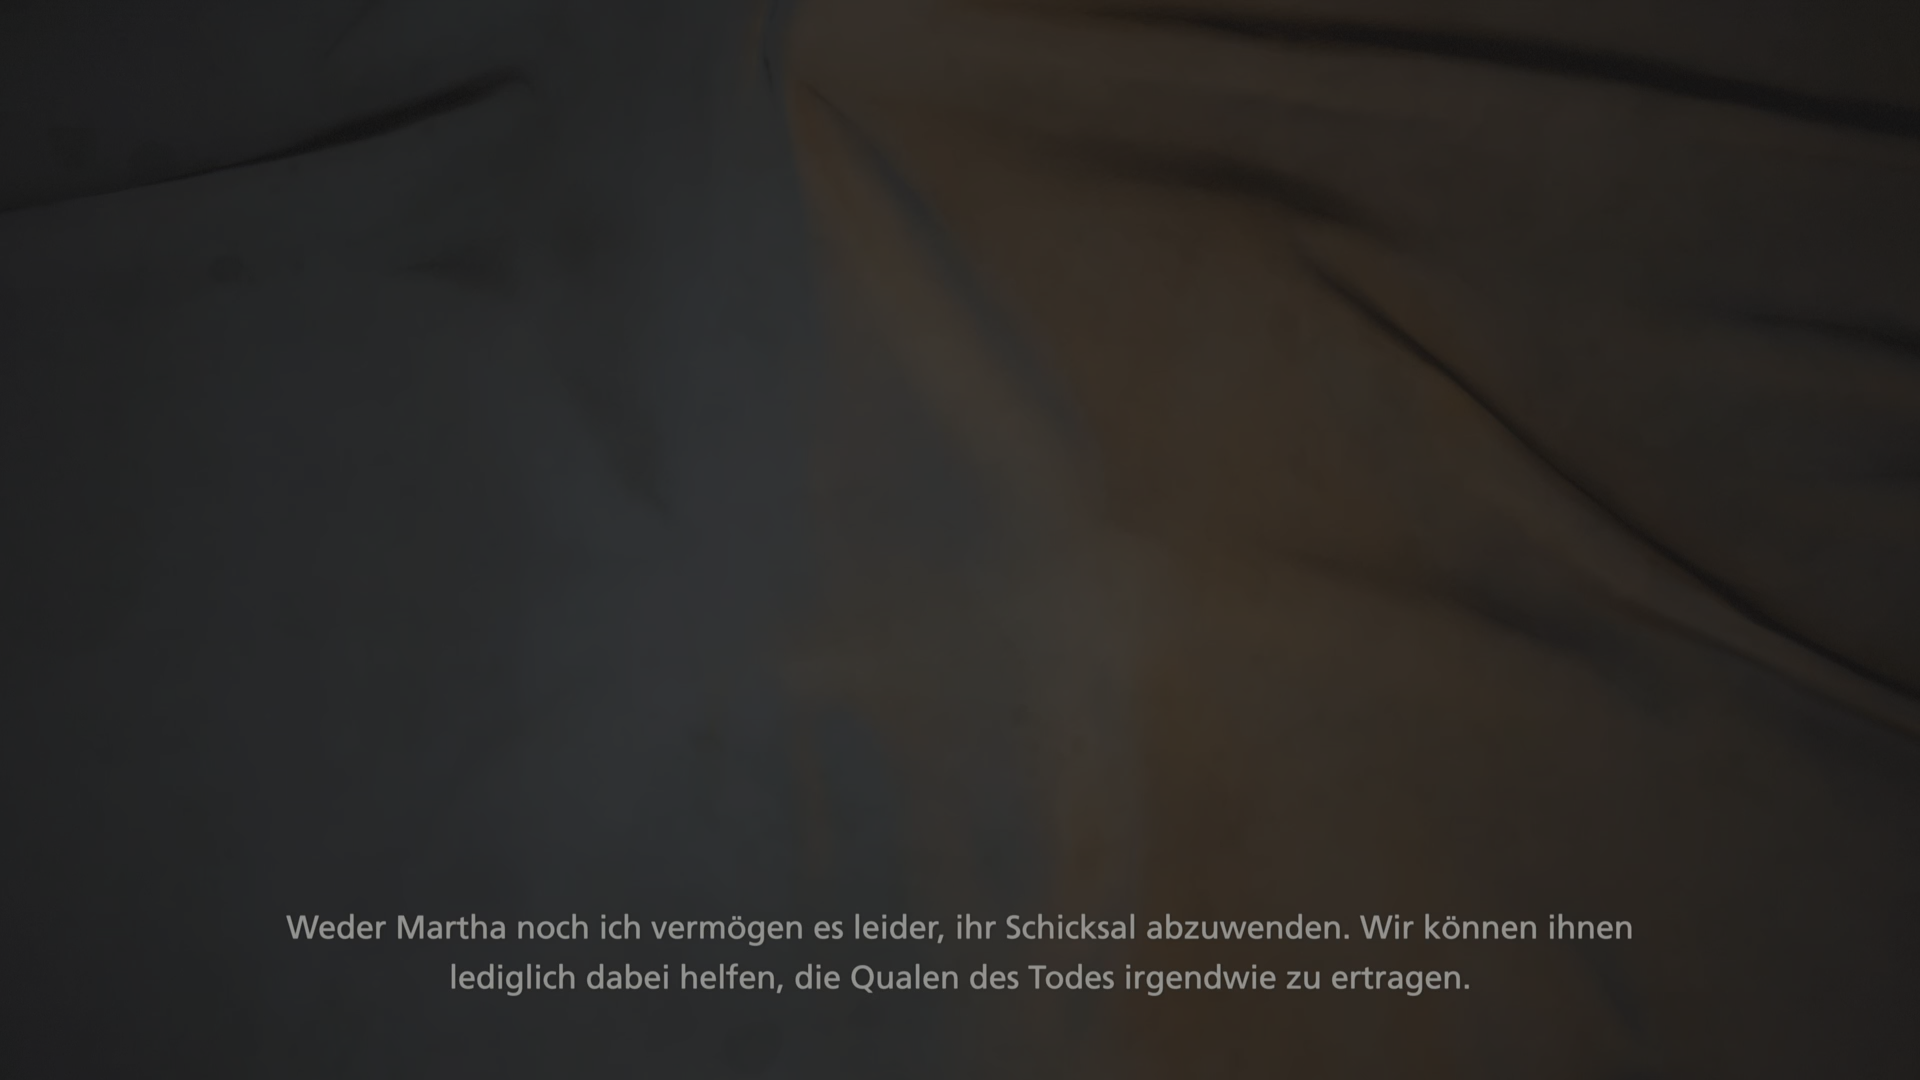 Weder Martha noch ich vermögen es leider, ihr Schicksal abzuwenden. Wir können ihnen
lediglich dabei helfen, die Qualen des Todes irgendwie zu ertragen.